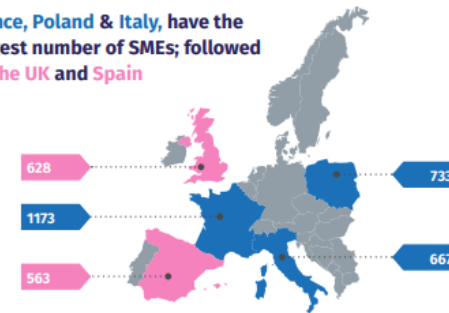 nce, Poland & Italy, have the
est number of SMEs; followed
he UK and Spain
628
733
1173
667
563